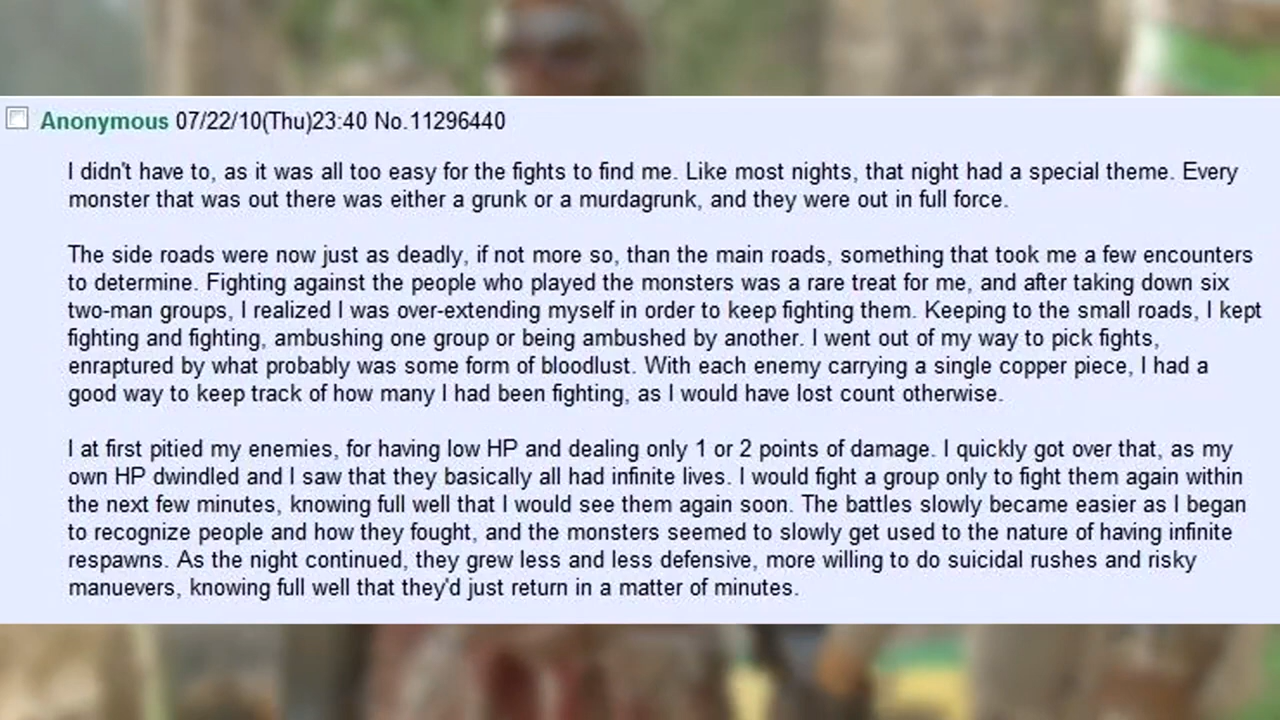 Anonymous 07/22/10(Thu)23:40 No.11296440
I didn't have to, as it was all too easy for the fights to find me. Like most nights, that night had a special theme. Every
monster that was out there was either a grunk or a murdagrunk, and they were out in full force.
The side roads were now just as deadly, if not more so, than the main roads, something that took me a few encounters
to determine. Fighting against the people who played the monsters was a rare treat for me, and after taking down six
two-man groups, I realized I was over-extending myself in order to keep fighting them. Keeping to the small roads, I kept
fighting and fighting, ambushing one group or being ambushed by another. I went out of my way to pick fights,
enraptured by what probably was some form of bloodlust. With each enemy carrying a single copper piece, I had a
good way to keep track of how many I had been fighting, as I would have lost count otherwise.
I at first pitied my enemies, for having low HP and dealing only 1 or 2 points of damage. I quickly got over that, as my
own HP dwindled and I saw that they basically all had infinite lives. I would fight a group only to fight them again within
the next few minutes, knowing full well that I would see them again soon. The battles slowly became easier as I began
to recognize people and how they fought, and the monsters seemed to slowly get used to the nature of having infinite
respawns. As the night continued, they grew less and less defensive, more willing to do suicidal rushes and risky
manuevers, knowing full well that they'd just return in a matter of minutes.